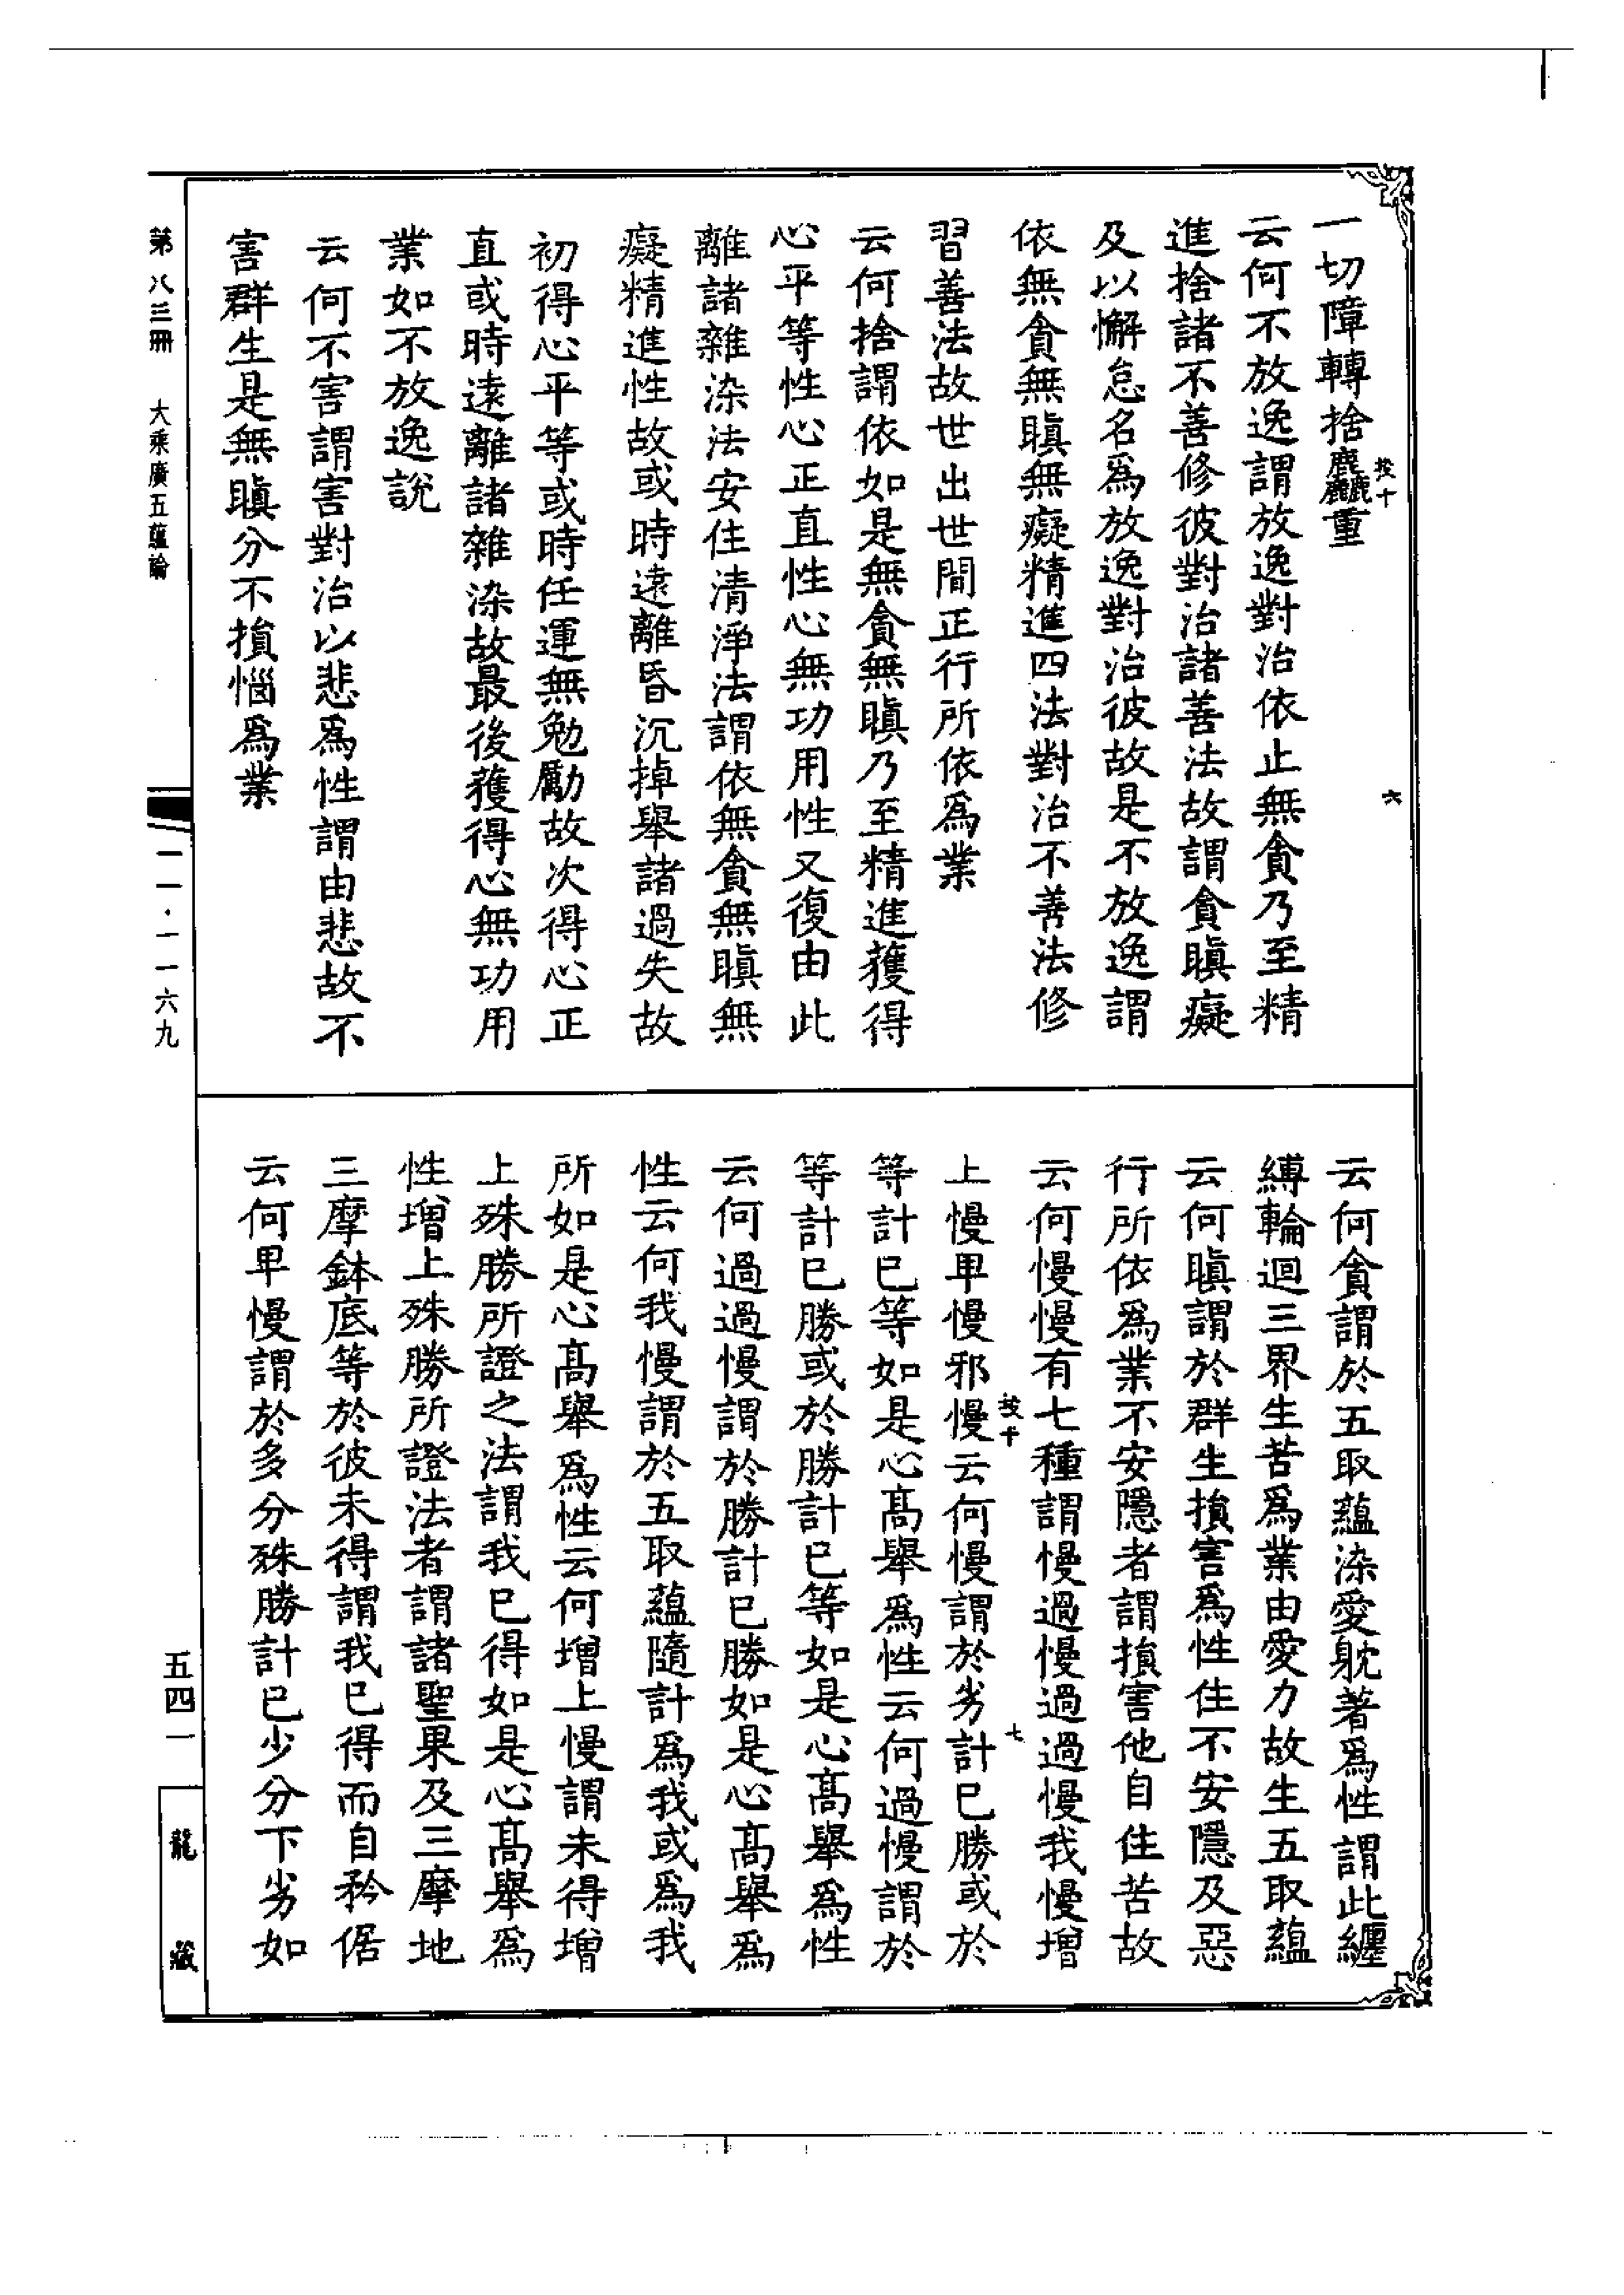 一切障轉捨麤重
投十
六
云何不放逸謂放逸對治依止無貪乃至精
進捨諸不善修彼對治諸善法故謂貪瞋癡
及以懈怠名爲放逸對治彼故是不放逸謂
依無貪無瞋無癡精進四法對治不善法修
習善法故世出世間正行所依爲業
云何捨謂依如是無貪無瞋乃至精進獲得
心平等性心正直性心無功用性又復由此
離諸雜染法安住清淨法謂依無貪無瞋無
癡精進性故或時遠離昏沉掉舉諸過失故
初得心平等或時任運無勉勵故次得心正
直或時遠離諸雜染故最後獲得心無功用
業如不放逸說
云何不害謂害對治以悲爲性謂由悲故不
害群生是無瞋分不損惱爲業
云何貪謂於五取蘊染愛躭著爲性謂此纏
縛輪迴三界生苦爲業由愛力故生五取蘊
云何瞋謂於群生損害爲性住不安隱及惡
行所依爲業不安隱者謂損害他自住苦故
云何慢慢有七種謂慢過慢過過慢我慢增
上慢卑慢邪慢云何慢謂於劣計已勝或於
投十
七
等計已等如是心高舉爲性云何過慢謂於
等計已勝或於勝計已等如是心高舉爲性
云何過過慢謂於勝計已勝如是心高舉爲
性云何我慢謂於五取蘊隨計爲我或爲我
所如是心高舉爲性云何增上慢謂未得增
上殊勝所證之法謂我已得如是心高舉爲
性增上殊勝所證法者謂諸聖果及三摩地
三摩鉢底等於彼未得謂我已得而自矜倨
云何卑慢謂於多分殊勝計已少分下劣如
第八三冊 大乘廣五蘊論
一一·一一六九
五四一
龍藏